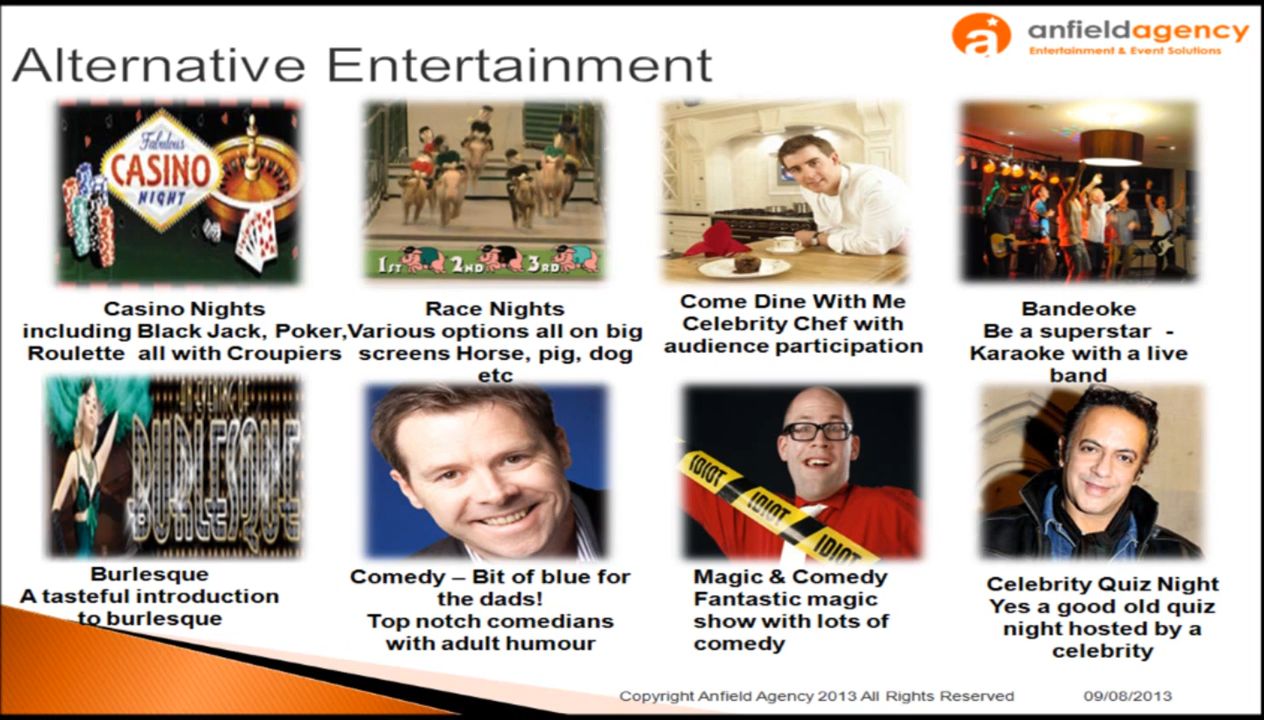 anfieldagency
Entertainment & Event Solutions
Alternative Entertainment
Fabulous
CASINO
NIGHT
1ST 2ND 3RD
Casino Nights
including Black Jack, Poker,
Roulette all with Croupiers
Race Nights
Various options all on big
screens Horse, pig, dog
etc
Come Dine With Me
Celebrity Chef with
audience participation
Bandeoke
Be a superstar -
Karaoke with a live
band
BURLESQUE
IDIOT
IDIOT
IDIOT
Burlesque
A tasteful introduction
to burlesque
Comedy – Bit of blue for
the dads!
Top notch comedians
with adult humour
Magic & Comedy
Fantastic magic
show with lots of
comedy
Celebrity Quiz Night
Yes a good old quiz
night hosted by a
celebrity
Copyright Anfield Agency 2013 All Rights Reserved
09/08/2013